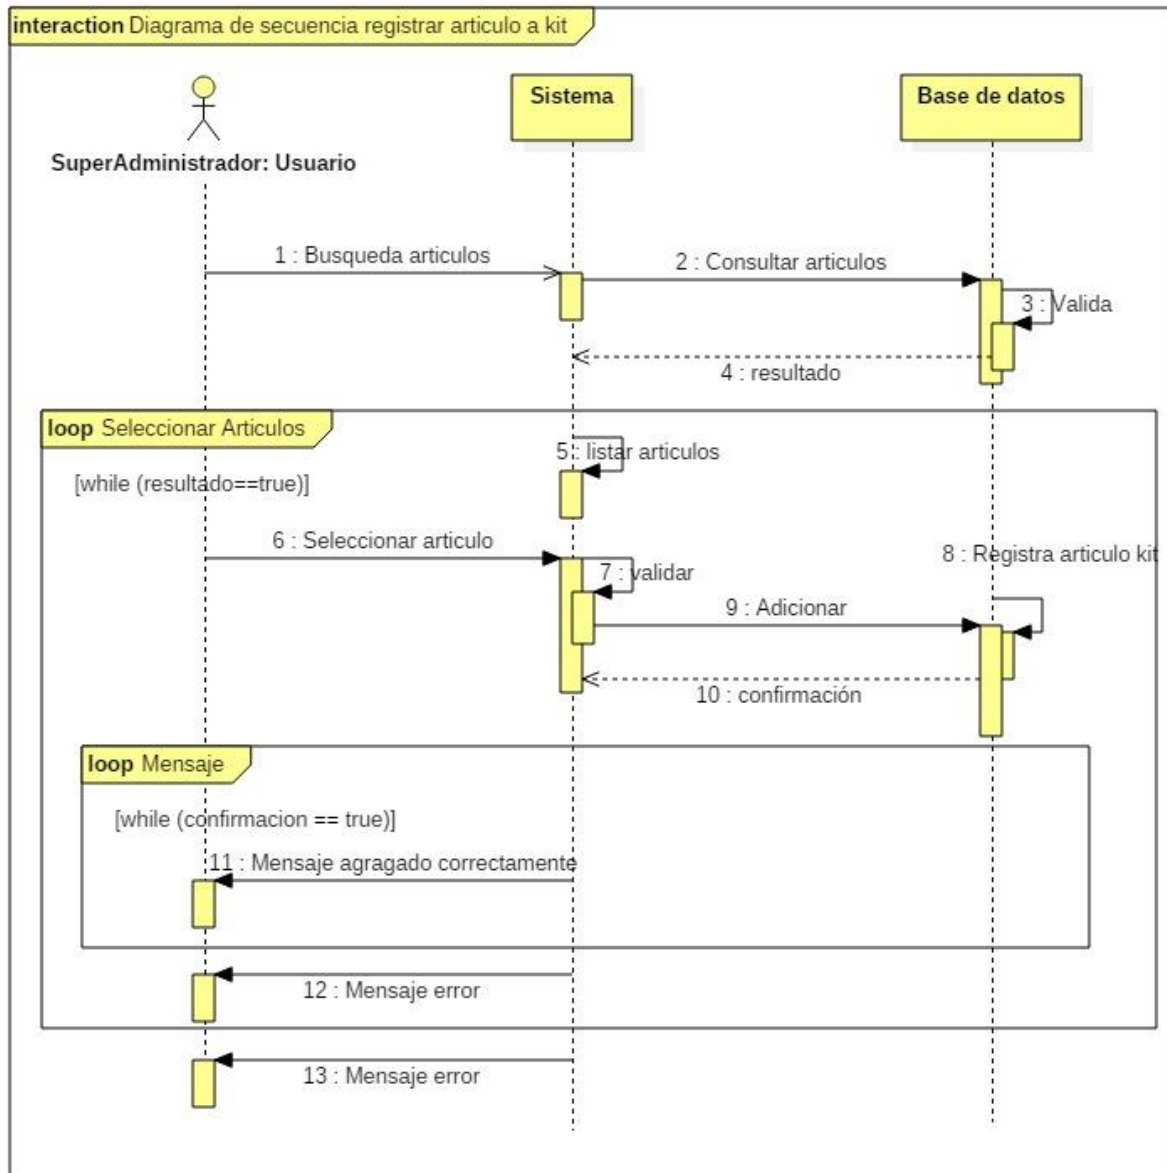 interaction Diagrama de secuencia registrar articulo a kit
SuperAdministrador: Usuario
Sistema
Base de datos
1 : Busqueda articulos
2 : Consultar articulos
3 : Valida
4 : resultado
loop Seleccionar Articulos
[while (resultado==true)]
5 : listar articulos
6 : Seleccionar articulo
7 : validar
8 : Registra articulo kit
9 : Adicionar
10 : confirmación
loop Mensaje
[while (confirmacion == true)]
11 : Mensaje agragado correctamente
12 : Mensaje error
13 : Mensaje error